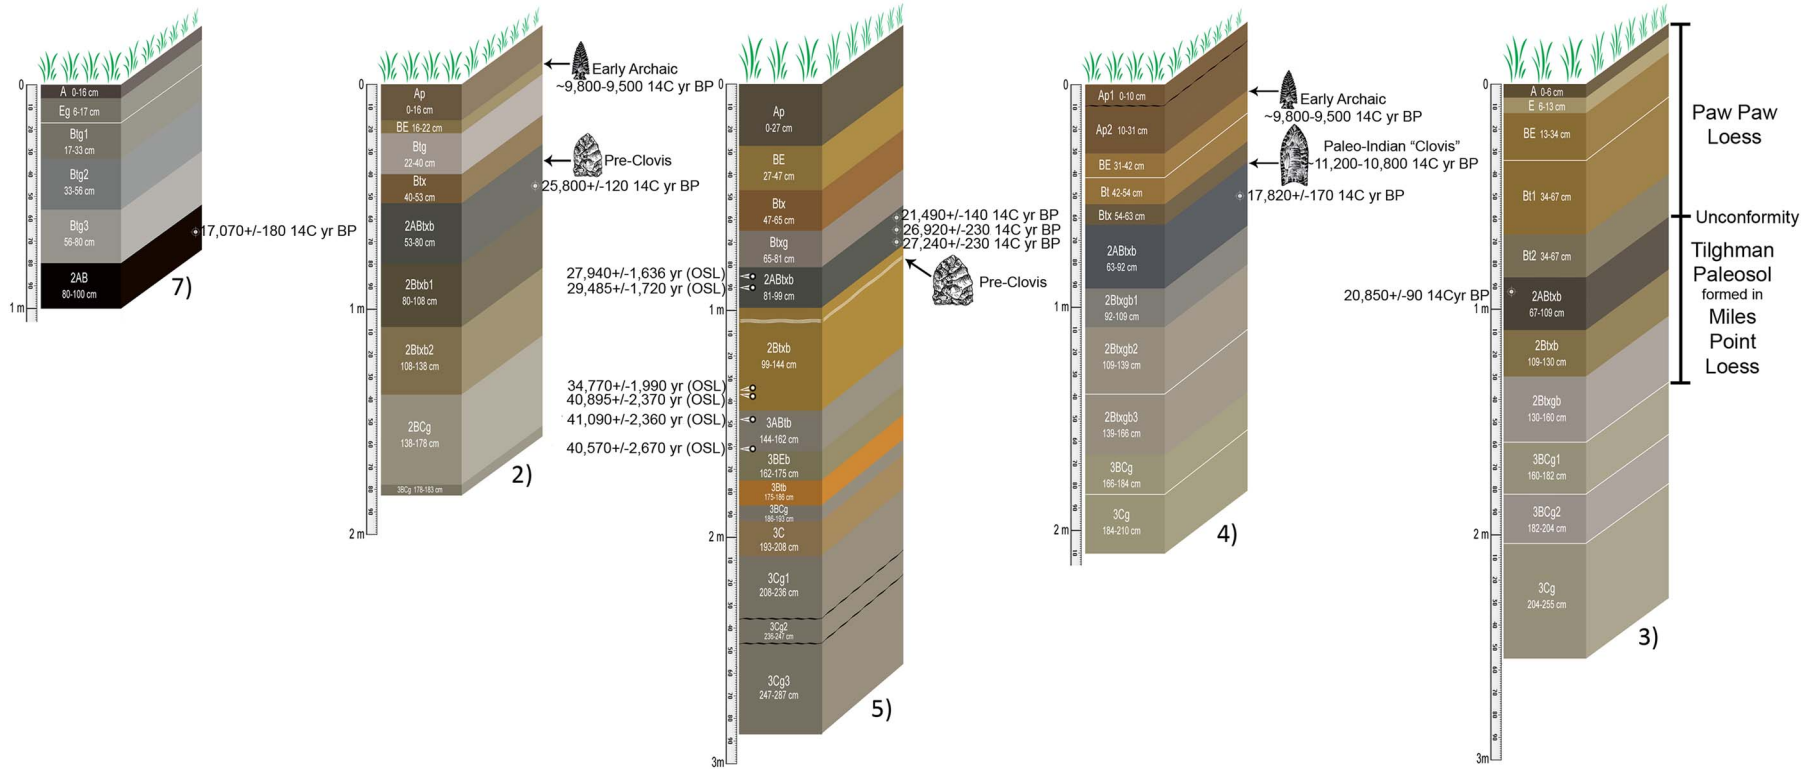 0
A 0-16 cm
Eg 6-17 cm
Btg1
17-33 cm
Btg2
33-56 cm
Btg3
56-80 cm
2AB
80-100 cm
1m
17,070+/-180 14C yr BP
7)
0
Ap
0-16 cm
BE 16-22 cm
Btg
22-40 cm
Btx
40-53 cm
2ABtxb
53-80 cm
2Btxb1
80-108 cm
2Btxb2
108-138 cm
2BCg
138-178 cm
3BCg 178-183 cm
1m
2m
Early Archaic
~9,800-9,500 14C yr BP
Pre-Clovis
25,800+/-120 14C yr BP
2)
0
Ap
0-27 cm
BE
27-47 cm
Btx
47-65 cm
Btxg
65-81 cm
2ABtxb
81-99 cm
2Btxb
99-144 cm
3ABtb
144-162 cm
3BEb
162-175 cm
3Btb
175-186 cm
3BCg
186-193 cm
3C
193-208 cm
3Cg1
208-236 cm
3Cg2
236-247 cm
3Cg3
247-287 cm
1m
2m
3m
27,940+/-1,636 yr (OSL)
29,485+/-1,720 yr (OSL)
34,770+/-1,990 yr (OSL)
40,895+/-2,370 yr (OSL)
41,090+/-2,360 yr (OSL)
40,570+/-2,670 yr (OSL)
21,490+/-140 14C yr BP
26,920+/-230 14C yr BP
27,240+/-230 14C yr BP
Pre-Clovis
5)
0
Ap1 0-10 cm
Ap2 10-31 cm
BE 31-42 cm
Bt 42-54 cm
Btx 54-63 cm
2ABtxb
63-92 cm
2Btxgb1
92-109 cm
2Btxgb2
109-139 cm
2Btxgb3
139-166 cm
3BCg
166-184 cm
3Cg
184-210 cm
1m
2m
Early Archaic
~9,800-9,500 14C yr BP
Paleo-Indian “Clovis”
~11,200-10,800 14C yr BP
17,820+/-170 14C yr BP
4)
0
A 0-6 cm
E 6-13 cm
BE 13-34 cm
Bt1 34-67 cm
Bt2 34-67 cm
2ABtxb
67-109 cm
2Btxb
109-130 cm
2Btxgb
130-160 cm
3BCg1
160-182 cm
3BCg2
182-204 cm
3Cg
204-255 cm
1m
2m
3m
20,850+/-90 14Cyr BP
3)
Paw Paw
Loess
Unconformity
Tilghman
Paleosol
formed in
Miles
Point
Loess